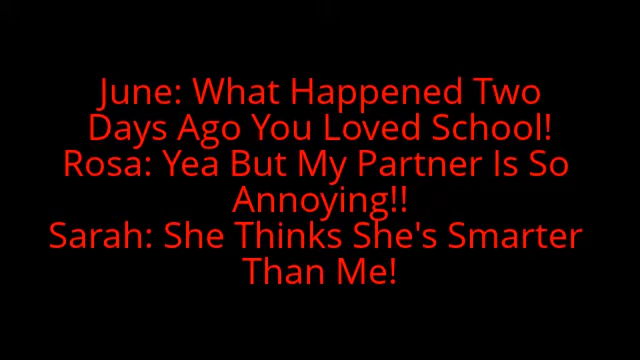 June: What Happened Two
Days Ago You Loved School!
Rosa: Yea But My Partner Is So
Annoying!!
Sarah: She Thinks She's Smarter
Than Me!